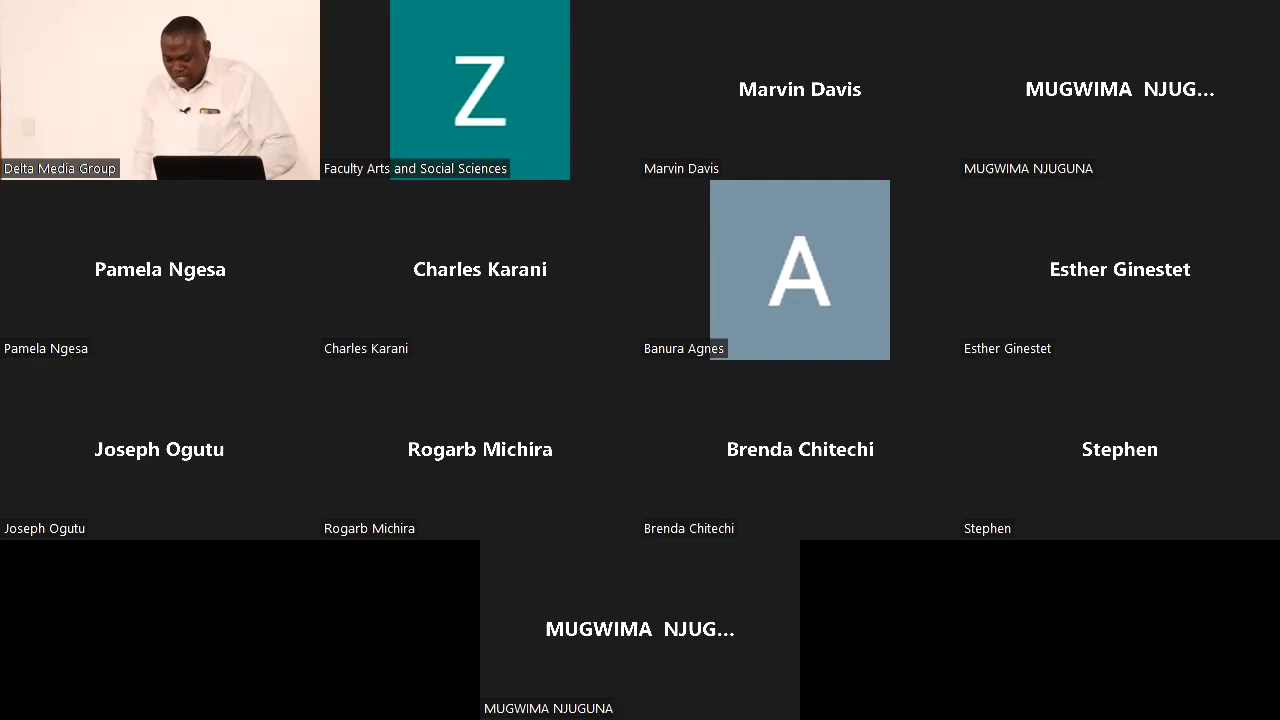 Delta Media Group
Z
Faculty Arts and Social Sciences
Marvin Davis
Marvin Davis
MUGWIMA NJUG...
MUGWIMA NJUGUNA
Pamela Ngesa
Pamela Ngesa
Charles Karani
Charles Karani
A
Banura Agnes
Esther Ginestet
Esther Ginestet
Joseph Ogutu
Joseph Ogutu
Rogarb Michira
Rogarb Michira
Brenda Chitechi
Brenda Chitechi
Stephen
Stephen
MUGWIMA NJUG...
MUGWIMA NJUGUNA